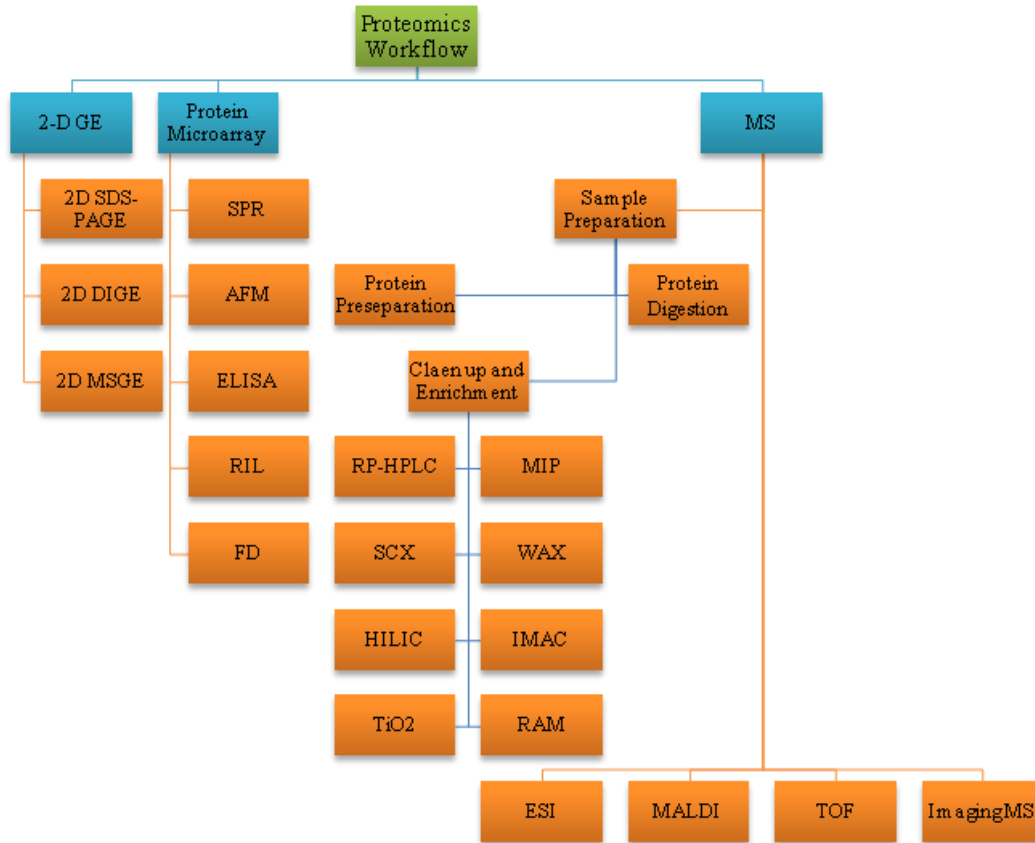 Proteomics
Workflow
2-D GE
Protein
Microarray
MS
2D SDS-
PAGE
SPR
Sample
Preparation
2D DIGE
AFM
Protein
Preseparation
Protein
Digestion
2D MSGE
ELISA
Claenup and
Enrichment
RIL
RP-HPLC
MIP
FD
SCX
WAX
HILIC
IMAC
TiO2
RAM
ESI
MALDI
TOF
ImagingMS